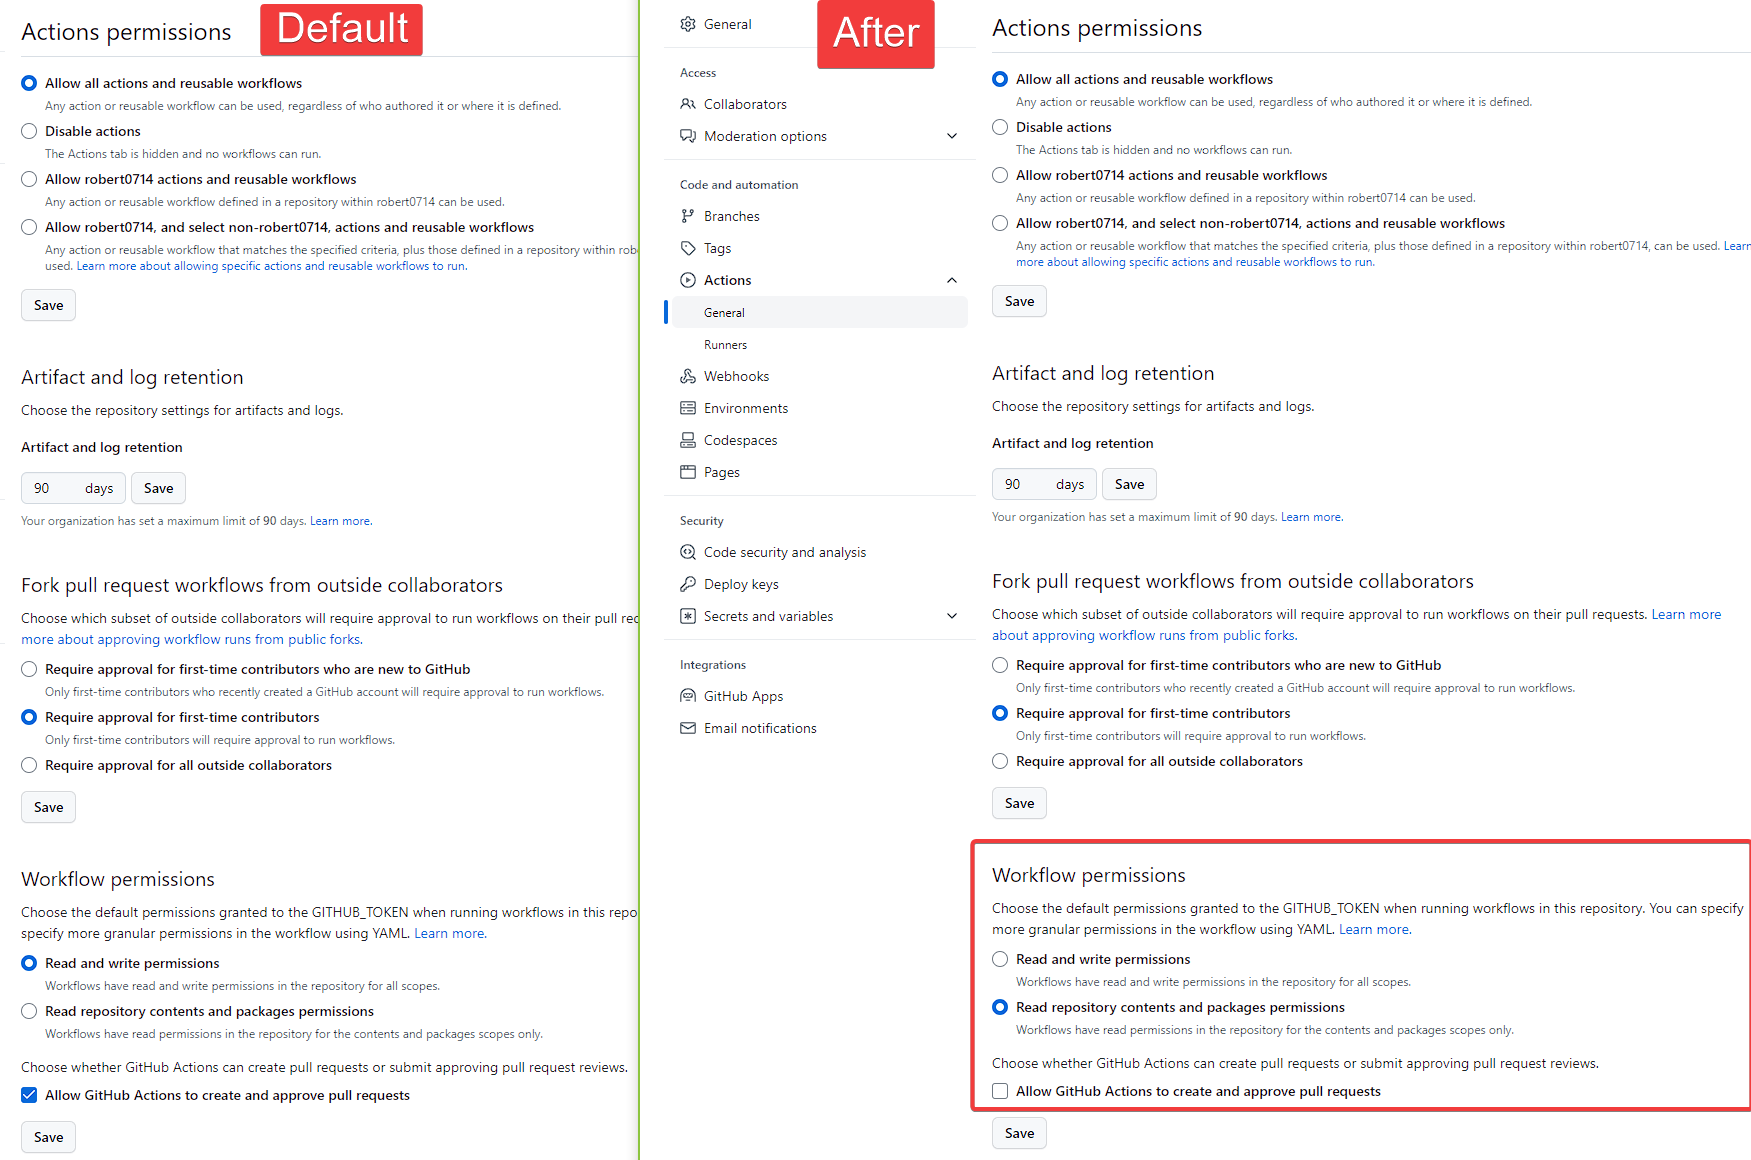 Actions permissions
Default
Allow all actions and reusable workflows
Any action or reusable workflow can be used, regardless of who authored it or where it is defined.
Disable actions
The Actions tab is hidden and no workflows can run.
Allow robert0714 actions and reusable workflows
Any action or reusable workflow defined in a repository within robert0714 can be used.
Allow robert0714, and select non-robert0714, actions and reusable workflows
Any action or reusable workflow that matches the specified criteria, plus those defined in a repository within rob
used. Learn more about allowing specific actions and reusable workflows to run.
Save
Artifact and log retention
Choose the repository settings for artifacts and logs.
Artifact and log retention
90 days Save
Your organization has set a maximum limit of 90 days. Learn more.
Fork pull request workflows from outside collaborators
Choose which subset of outside collaborators will require approval to run workflows on their pull rec
more about approving workflow runs from public forks.
Require approval for first-time contributors who are new to GitHub
Only first-time contributors who recently created a GitHub account will require approval to run workflows.
Require approval for first-time contributors
Only first-time contributors will require approval to run workflows.
Require approval for all outside collaborators
Save
Workflow permissions
Choose the default permissions granted to the GITHUB_TOKEN when running workflows in this repo
specify more granular permissions in the workflow using YAML. Learn more.
Read and write permissions
Workflows have read and write permissions in the repository for all scopes.
Read repository contents and packages permissions
Workflows have read permissions in the repository for the contents and packages scopes only.
Choose whether GitHub Actions can create pull requests or submit approving pull request reviews.
Allow GitHub Actions to create and approve pull requests
Save
General
After
Access
Collaborators
Moderation options
Code and automation
Branches
Tags
Actions
General
Runners
Webhooks
Environments
Codespaces
Pages
Security
Code security and analysis
Deploy keys
Secrets and variables
Integrations
GitHub Apps
Email notifications
Actions permissions
Allow all actions and reusable workflows
Any action or reusable workflow can be used, regardless of who authored it or where it is defined.
Disable actions
The Actions tab is hidden and no workflows can run.
Allow robert0714 actions and reusable workflows
Any action or reusable workflow defined in a repository within robert0714 can be used.
Allow robert0714, and select non-robert0714, actions and reusable workflows
Any action or reusable workflow that matches the specified criteria, plus those defined in a repository within robert0714, can be used. Learn
more about allowing specific actions and reusable workflows to run.
Save
Artifact and log retention
Choose the repository settings for artifacts and logs.
Artifact and log retention
90 days Save
Your organization has set a maximum limit of 90 days. Learn more.
Fork pull request workflows from outside collaborators
Choose which subset of outside collaborators will require approval to run workflows on their pull requests. Learn more
about approving workflow runs from public forks.
Require approval for first-time contributors who are new to GitHub
Only first-time contributors who recently created a GitHub account will require approval to run workflows.
Require approval for first-time contributors
Only first-time contributors will require approval to run workflows.
Require approval for all outside collaborators
Save
Workflow permissions
Choose the default permissions granted to the GITHUB_TOKEN when running workflows in this repository. You can specify
more granular permissions in the workflow using YAML. Learn more.
Read and write permissions
Workflows have read and write permissions in the repository for all scopes.
Read repository contents and packages permissions
Workflows have read permissions in the repository for the contents and packages scopes only.
Choose whether GitHub Actions can create pull requests or submit approving pull request reviews.
Allow GitHub Actions to create and approve pull requests
Save